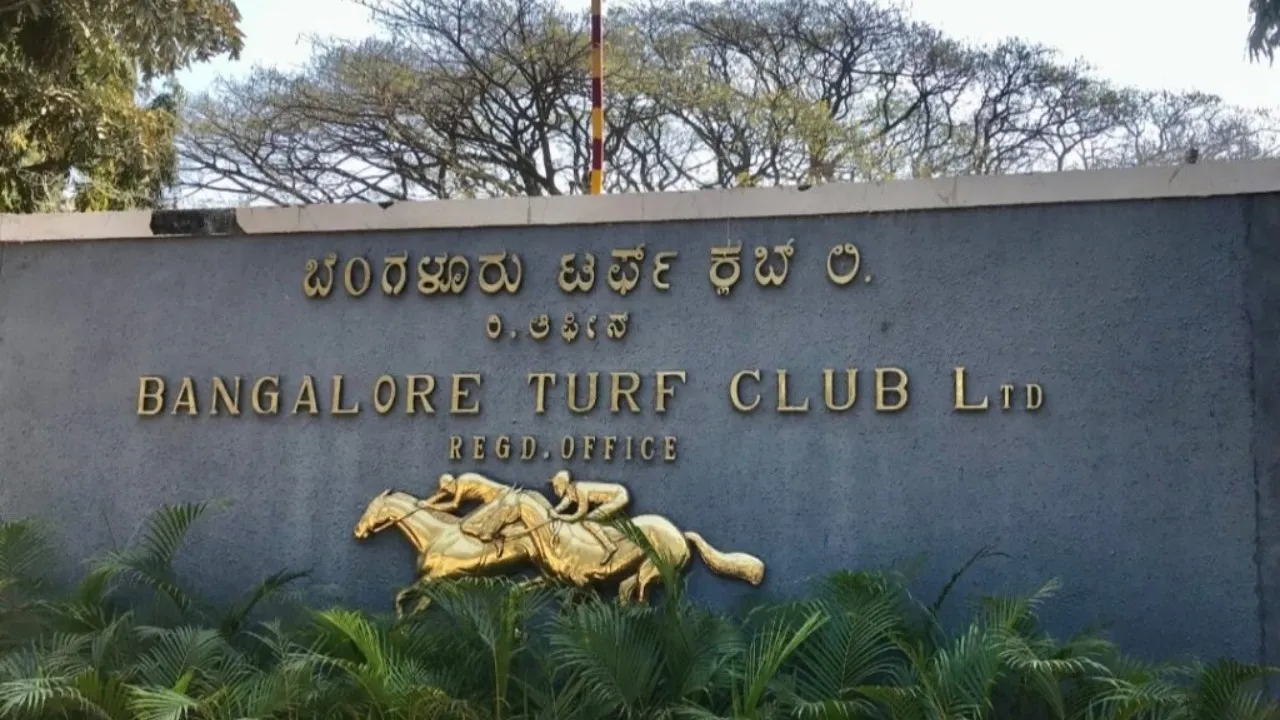 ಬೆಂಗಳೂರು ಟರ್ಫ್ ಕ್ಲಬ್ ಲಿ.
ರಿ. ಆಫೀಸ
BANGALORE TURF CLUB LTD
REGD. OFFICE